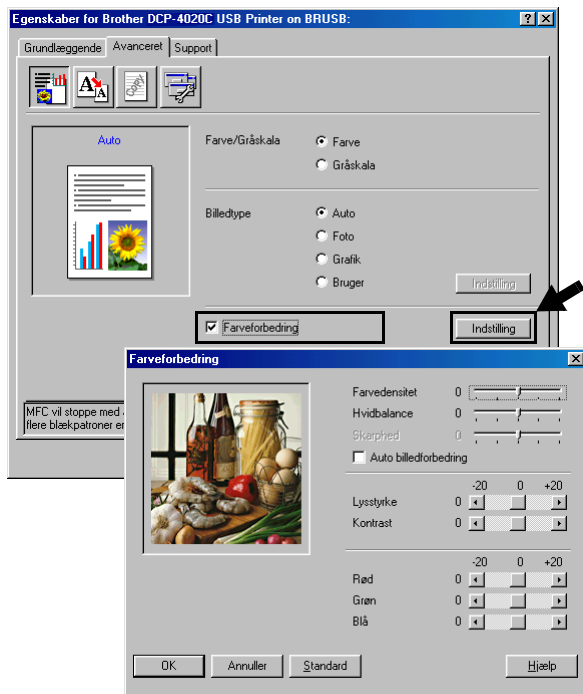 Egenskaber for Brother DCP-4020C USB Printer on BRUSB:
Grundlæggende Avanceret Support
Auto
Farve/Gråskala
Farve
Gråskala
Billedtype
Auto
Foto
Grafik
Bruger
Indstilling
Farveforbedring
Indstilling
MFC vil stoppe med
flere blækpatroner er
Farveforbedring
Farvedensitet 0
Hvidbalance 0
Skarphed 0
Auto billedforbedring
-20 0 +20
Lysstyrke 0
Kontrast 0
-20 0 +20
Rød 0
Grøn 0
Blå 0
OK Annuller Standard Hjælp